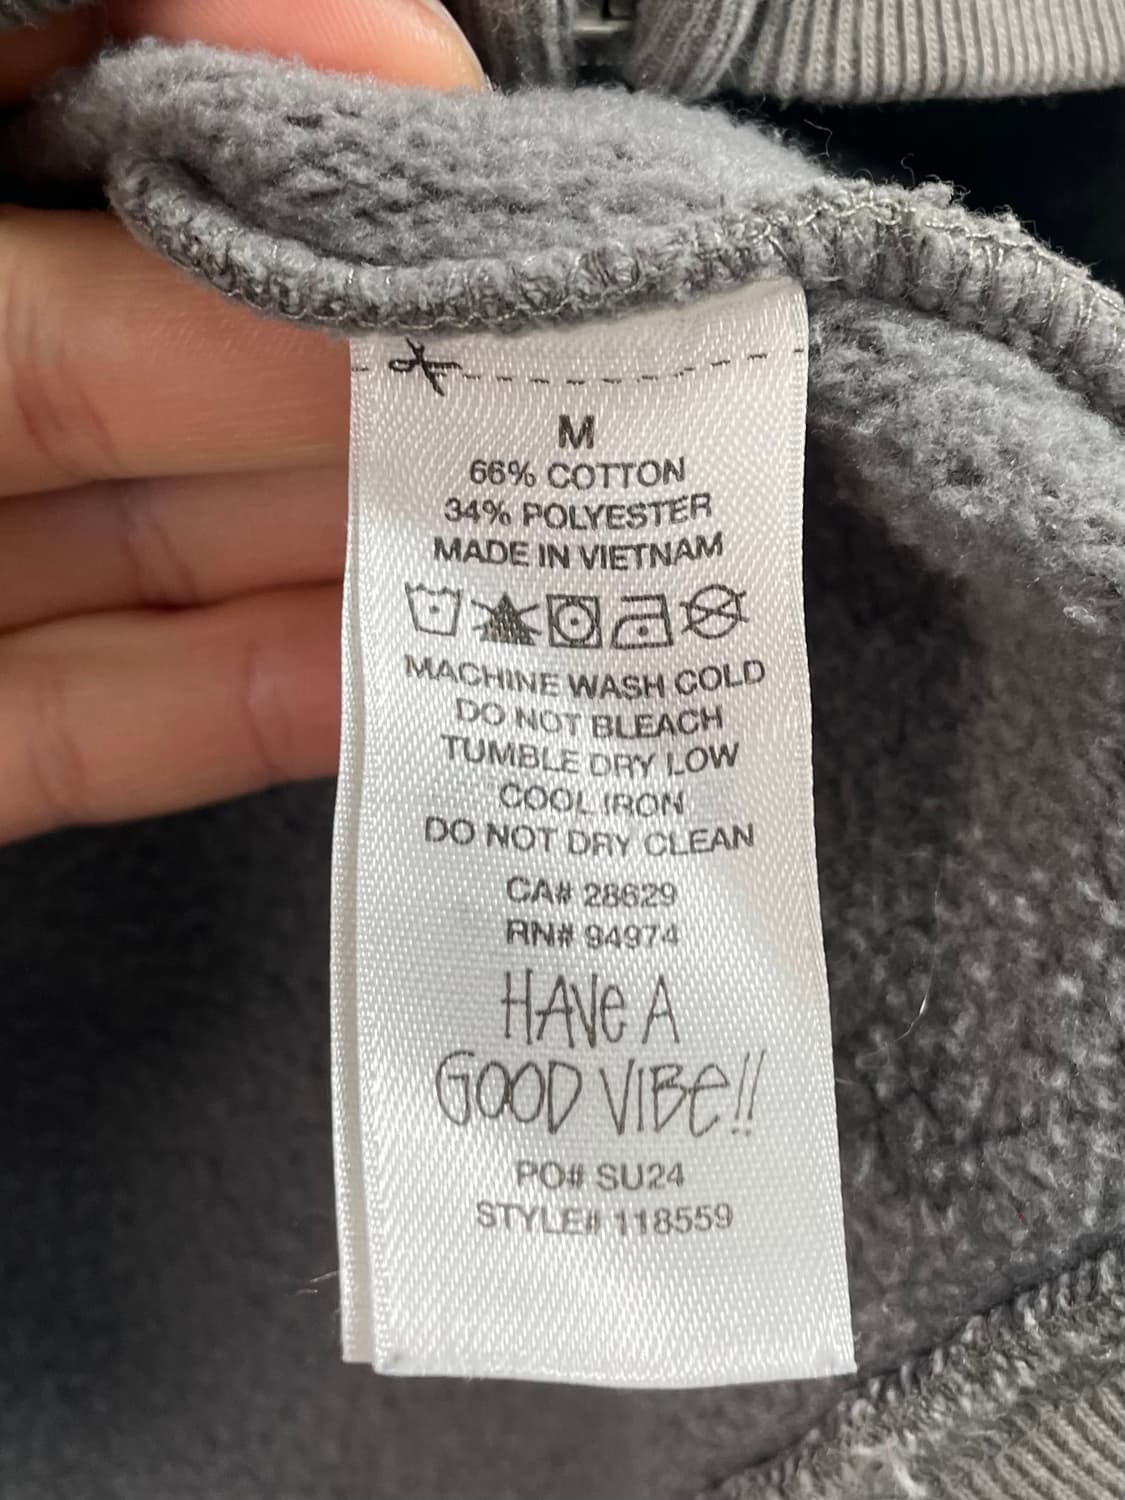 M
66% COTTON
34% POLYESTER
MADE IN VIETNAM
MACHINE WASH COLD
DO NOT BLEACH
TUMBLE DRY LOW
COOL IRON
DO NOT DRY CLEAN
CA# 28629
RN# 94974
HAVe A
GOOD VIBe!!
PO# SU24
STYLE# 118559